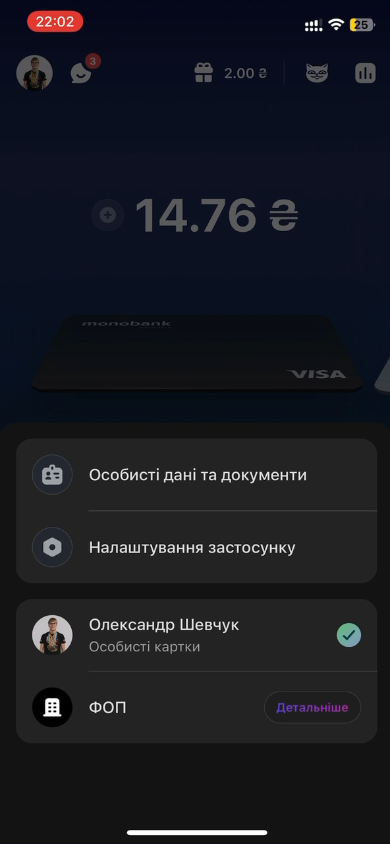 22:02
25
3
2.00 ₴
14.76 ₴
monobank
VISA
Особисті дані та документи
Налаштування застосунку
Олександр Шевчук
Особисті картки
ФОП
Детальніше